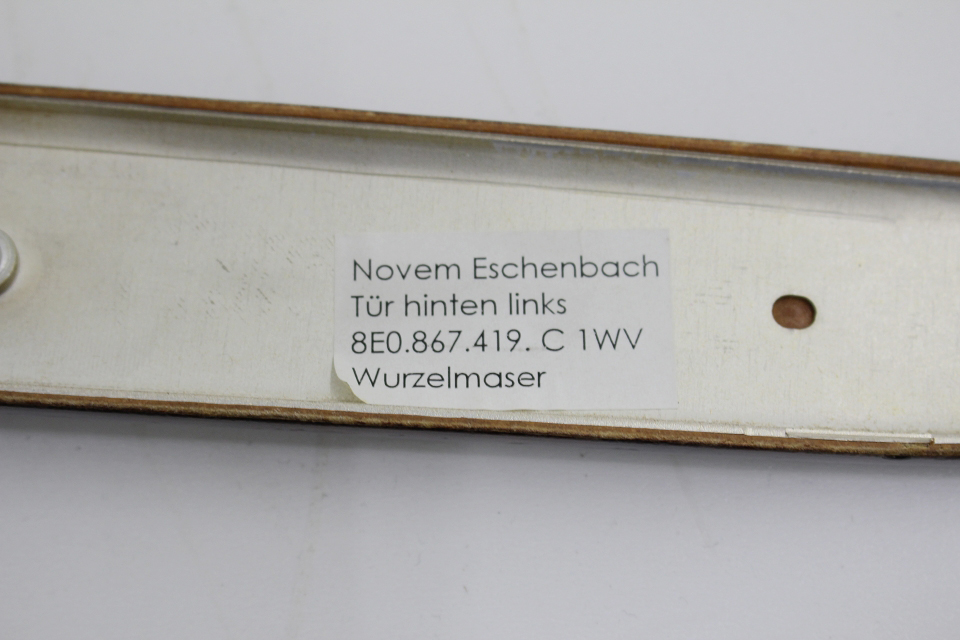 Novem Eschenbach
Tür hinten links
8E0.867.419. C 1WV
Wurzelmaser